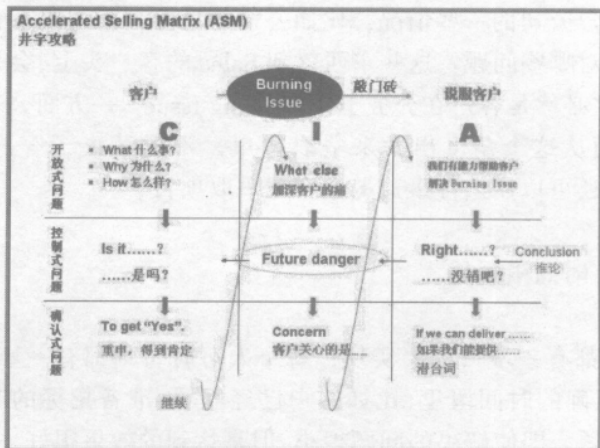 Accelerated Selling Matrix (ASM)
井字攻略
客户
Burning
Issue
敲门砖
说服客户
C
I
A
开放式问题
▪ What 什么事?
▪ Why 为什么?
▪ How 怎么样?
What else
加深客户的痛
我们有能力帮助客户
解决 Burning Issue
控制式问题
Is it……?
……是吗?
Future danger
Right……?
……没错吧?
Conclusion
推论
确认式问题
To get "Yes".
重申，得到肯定
Concern
客户关心的是……
If we can deliver……
如果我们能提供……
潜台词
继续